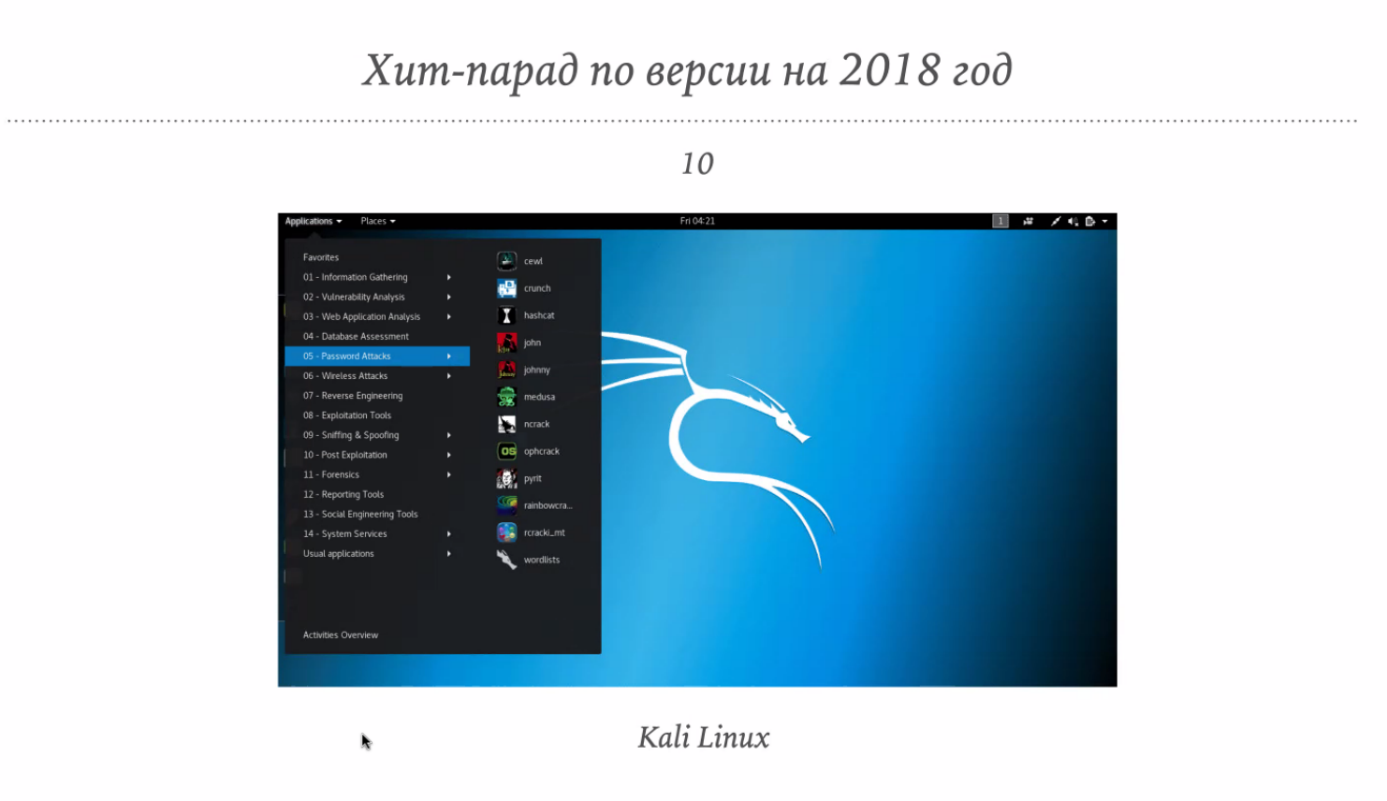 Хит-парад по версии на 2018 год
10
Applications Places Fri 04:21 1
Favorites
01 - Information Gathering
02 - Vulnerability Analysis
03 - Web Application Analysis
04 - Database Assessment
05 - Password Attacks
06 - Wireless Attacks
07 - Reverse Engineering
08 - Exploitation Tools
09 - Sniffing & Spoofing
10 - Post Exploitation
11 - Forensics
12 - Reporting Tools
13 - Social Engineering Tools
14 - System Services
Usual applications
Activities Overview
cewl
crunch
hashcat
john
johnny
medusa
ncrack
OS ophcrack
pyrit
rainbowcra...
rcracki_mt
wordlists
Kali Linux